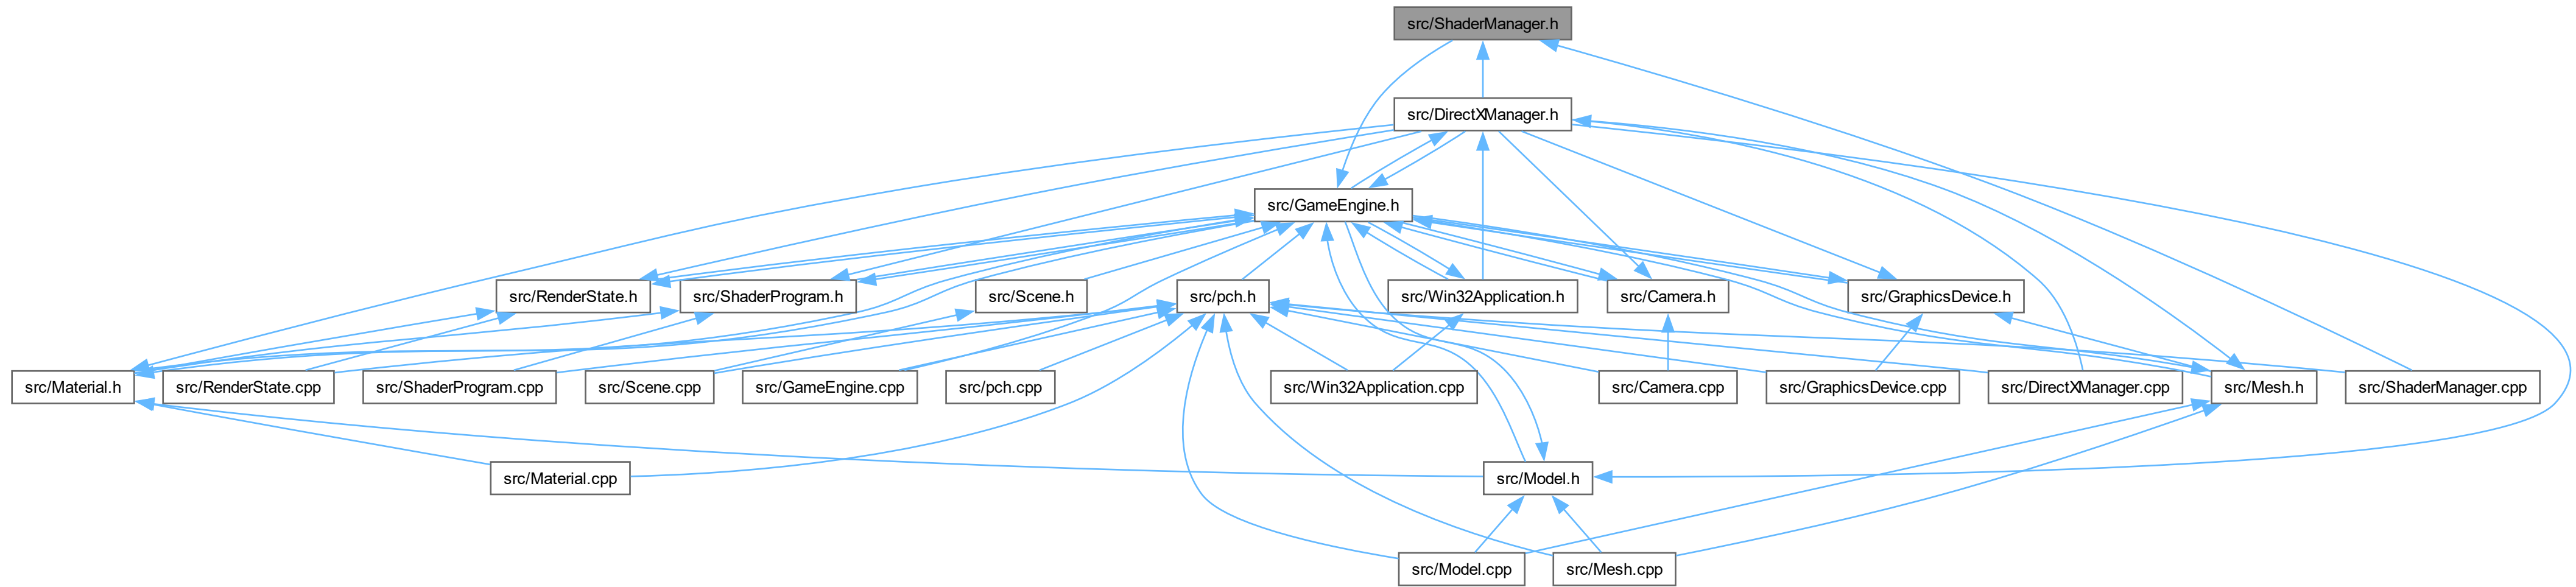 src/ShaderManager.h
src/DirectXManager.h
src/GameEngine.h
src/RenderState.h
src/ShaderProgram.h
src/Scene.h
src/pch.h
src/Win32Application.h
src/Camera.h
src/GraphicsDevice.h
src/Material.h
src/RenderState.cpp
src/ShaderProgram.cpp
src/Scene.cpp
src/GameEngine.cpp
src/pch.cpp
src/Win32Application.cpp
src/Camera.cpp
src/GraphicsDevice.cpp
src/DirectXManager.cpp
src/Mesh.h
src/ShaderManager.cpp
src/Material.cpp
src/Model.h
src/Model.cpp
src/Mesh.cpp